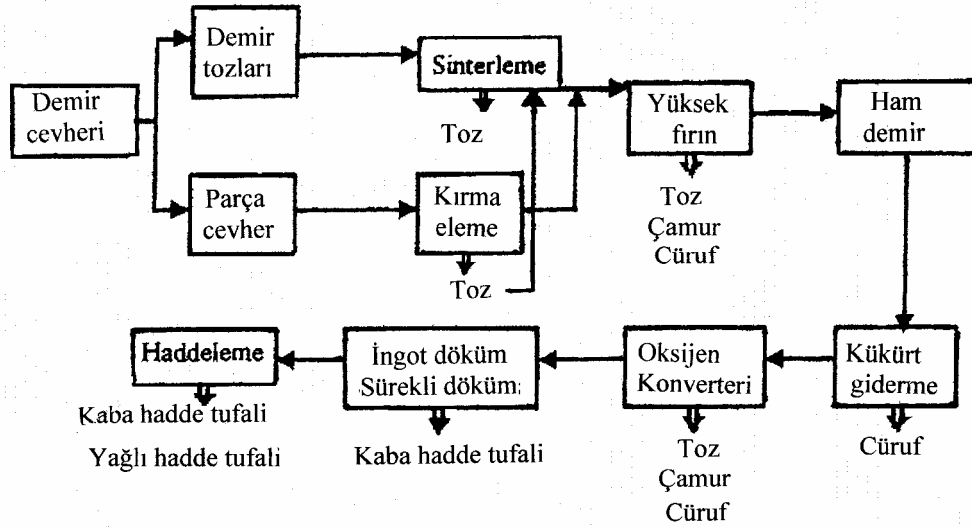 Demir
cevheri
Demir
tozları
Sinterleme
Toz
Parça
cevher
Kırma
eleme
Toz
Yüksek
fırın
Toz
Çamur
Cüruf
Ham
demir
Kükürt
giderme
Cüruf
Oksijen
Konverteri
Toz
Çamur
Cüruf
İngot döküm
Sürekli döküm
Kaba hadde tufali
Haddeleme
Kaba hadde tufali
Yağlı hadde tufali